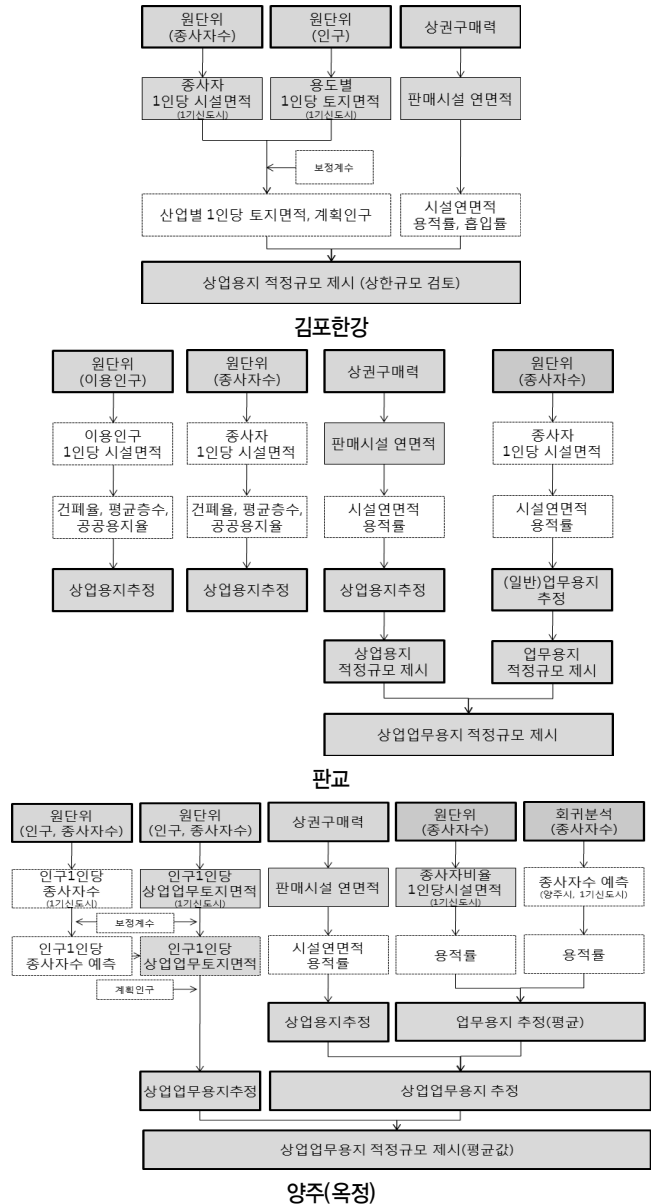 원단위
(종사자수)
원단위
(인구)
상권구매력
종사자
1인당 시설면적
(1기신도시)
용도별
1인당 토지면적
(1기신도시)
판매시설 연면적
보정계수
산업별 1인당 토지면적, 계획인구
시설연면적
용적률, 흡입률
상업용지 적정규모 제시 (상한규모 검토)
김포한강
원단위
(이용인구)
원단위
(종사자수)
상권구매력
원단위
(종사자수)
이용인구
1인당 시설면적
종사자
1인당 시설면적
판매시설 연면적
종사자
1인당 시설면적
건폐율, 평균층수,
공공용지율
건폐율, 평균층수,
공공용지율
시설연면적
용적률
시설연면적
용적률
상업용지추정
상업용지추정
상업용지추정
(일반)업무용지
추정
상업용지
적정규모 제시
업무용지
적정규모 제시
상업업무용지 적정규모 제시
판교
원단위
(인구, 종사자수)
원단위
(인구, 종사자수)
상권구매력
원단위
(종사자수)
회귀분석
(종사자수)
인구1인당
종사자수
(1기신도시)
인구1인당
상업업무토지면적
(1기신도시)
판매시설 연면적
종사자비율
1인당시설면적
(1기신도시)
종사자수 예측
(양주시, 1기신도시)
보정계수
인구1인당
종사자수 예측
인구1인당
상업업무토지면적
시설연면적
용적률
용적률
용적률
계획인구
상업용지추정
업무용지 추정(평균)
상업업무용지추정
상업업무용지 추정
상업업무용지 적정규모 제시(평균값)
양주(옥정)